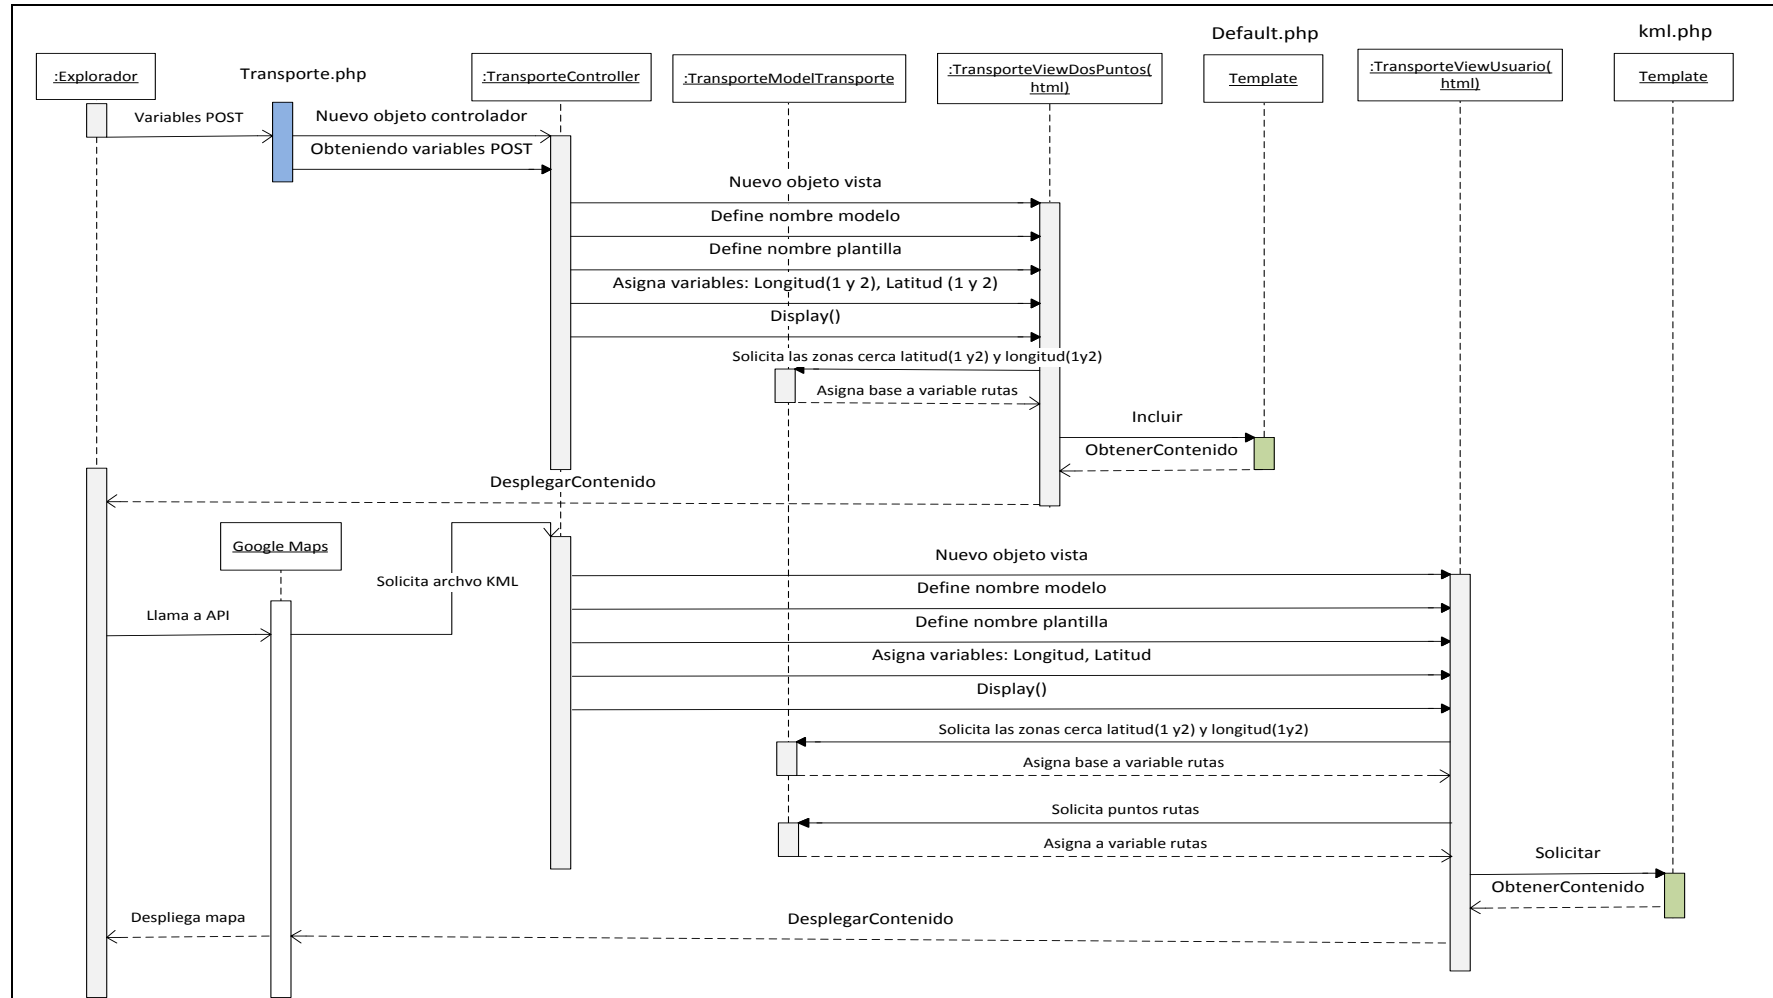 Default.php
kml.php
:Explorador
Transporte.php
:TransporteController
:TransporteModelTransporte
:TransporteViewDosPuntos(
html)
Template
:TransporteViewUsuario(
html)
Template
Variables POST
Nuevo objeto controlador
Obteniendo variables POST
Nuevo objeto vista
Define nombre modelo
Define nombre plantilla
Asigna variables: Longitud(1 y 2), Latitud (1 y 2)
Display()
Solicita las zonas cerca latitud(1 y2) y longitud(1y2)
Asigna base a variable rutas
Incluir
ObtenerContenido
DesplegarContenido
Google Maps
Solicita archvo KML
Llama a API
Nuevo objeto vista
Define nombre modelo
Define nombre plantilla
Asigna variables: Longitud, Latitud
Display()
Solicita las zonas cerca latitud(1 y2) y longitud(1y2)
Asigna base a variable rutas
Solicita puntos rutas
Asigna a variable rutas
Solicitar
ObtenerContenido
Despliega mapa
DesplegarContenido